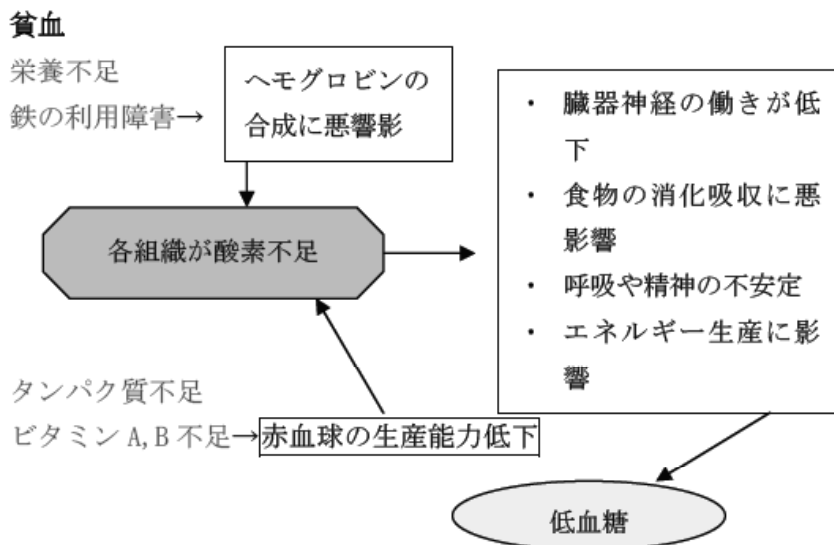 貧血
栄養不足
鉄の利用障害→
ヘモグロビンの
合成に悪響影
各組織が酸素不足
・ 臓器神経の働きが低
下
・ 食物の消化吸収に悪
影響
・ 呼吸や精神の不安定
・ エネルギー生産に影
響
タンパク質不足
ビタミン A,B 不足→赤血球の生産能力低下
低血糖